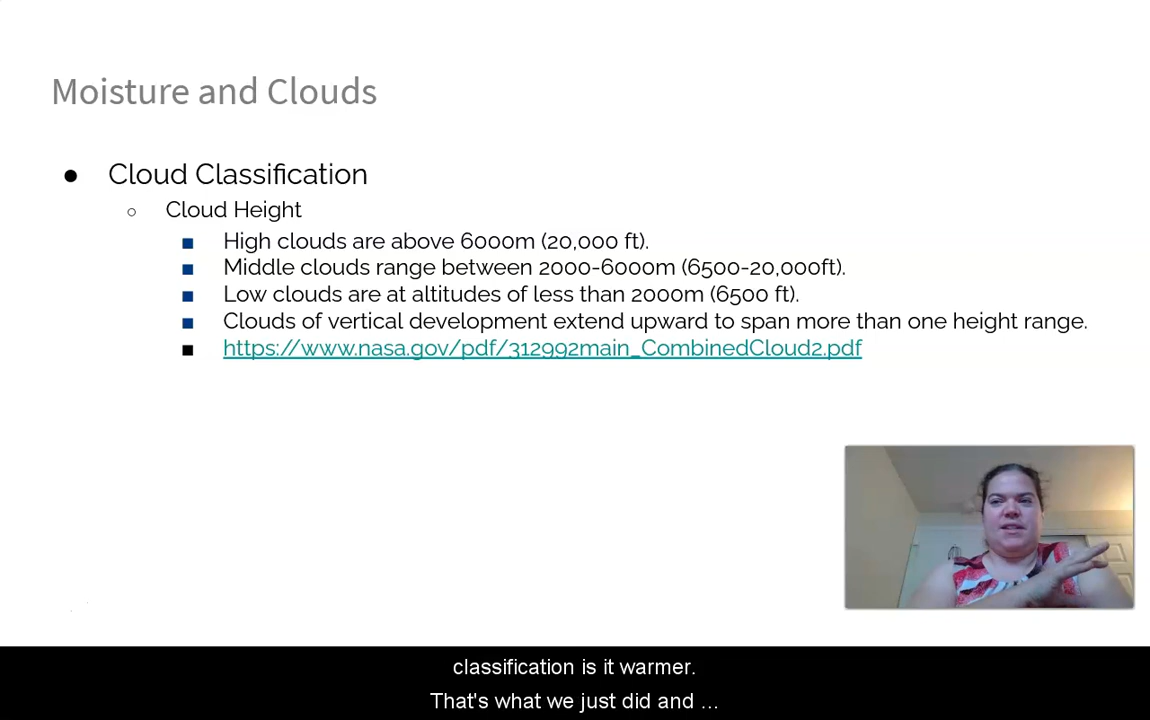 Moisture and Clouds
● Cloud Classification
○ Cloud Height
■ High clouds are above 6000m (20,000 ft).
■ Middle clouds range between 2000-6000m (6500-20,000ft).
■ Low clouds are at altitudes of less than 2000m (6500 ft).
■ Clouds of vertical development extend upward to span more than one height range.
■ https://www.nasa.gov/pdf/312992main_CombinedCloud2.pdf
classification is it warmer.
That's what we just did and ...